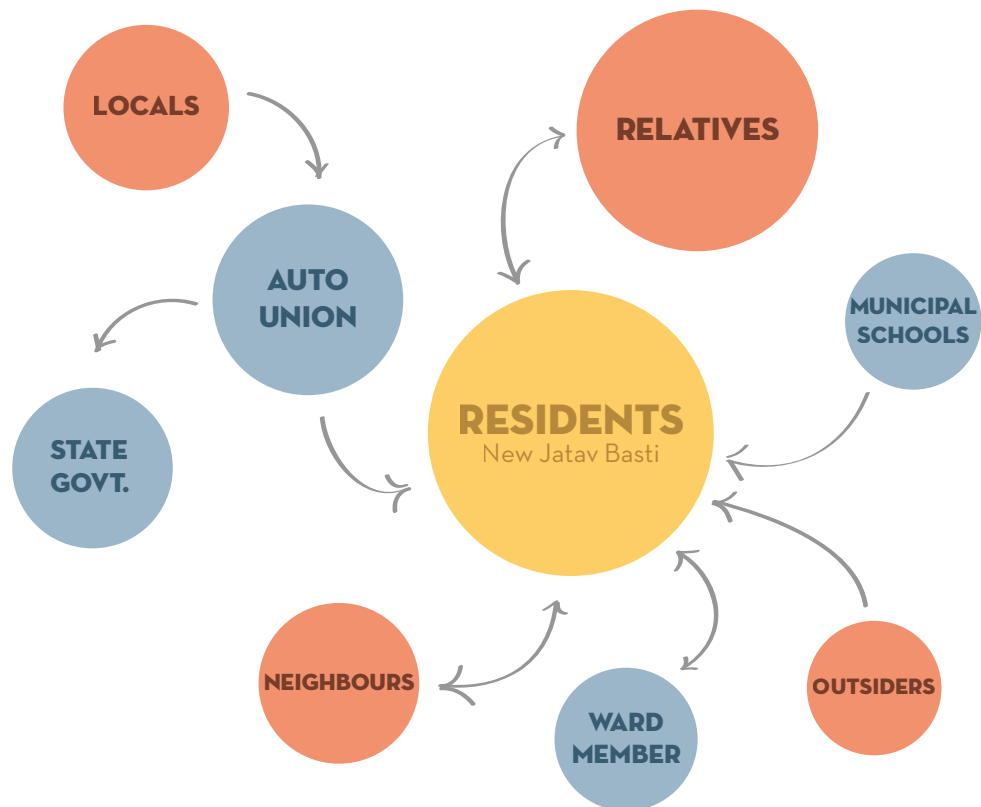 LOCALS
RELATIVES
AUTO
UNION
MUNICIPAL
SCHOOLS
RESIDENTS
New Jatav Basti
STATE
GOVT.
NEIGHBOURS
WARD
MEMBER
OUTSIDERS